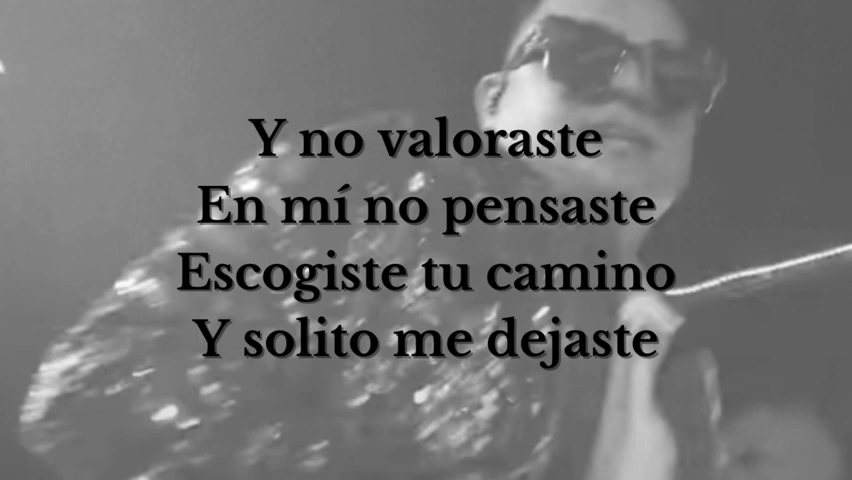 Y no valoraste
En mí no pensaste
Escogiste tu camino
Y solito me dejaste